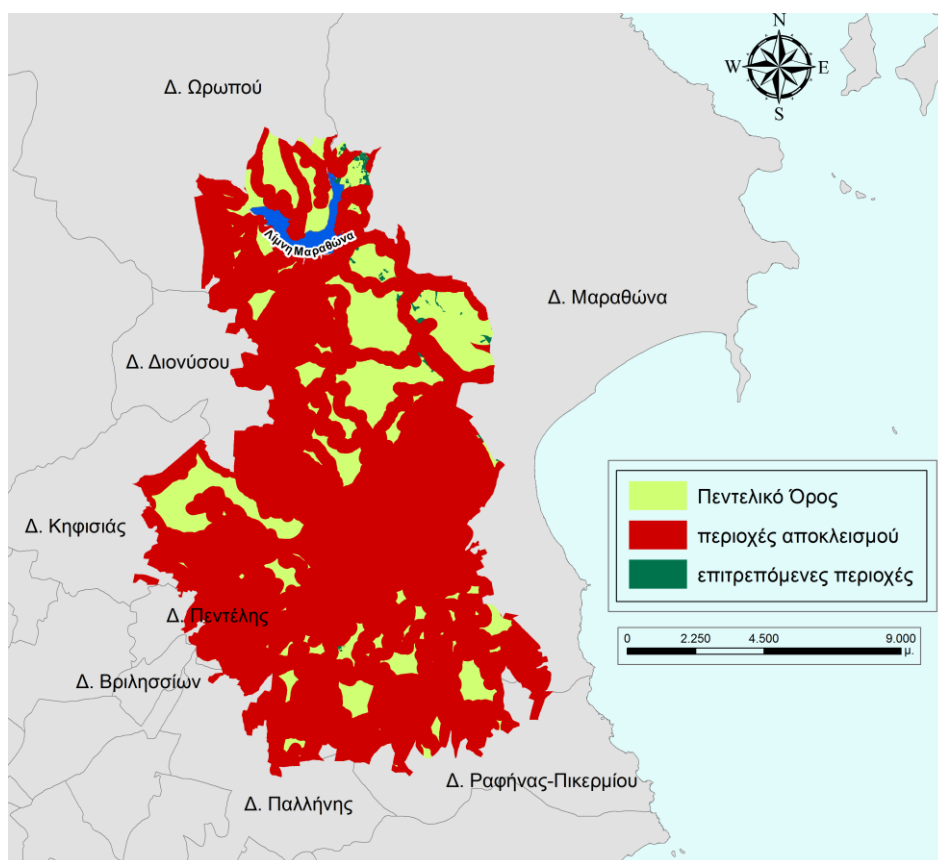 N
W E
S
Δ. Ωρωπού
Λίμνη Μαραθώνα
Δ. Μαραθώνα
Δ. Διονύσου
Πεντελικό Όρος
περιοχές αποκλεισμού
επιτρεπόμενες περιοχές
Δ. Κηφισιάς
Δ. Πεντέλης
0 2.250 4.500 9.000
μ.
Δ. Βριλησσίων
Δ. Ραφήνας-Πικερμίου
Δ. Παλλήνης